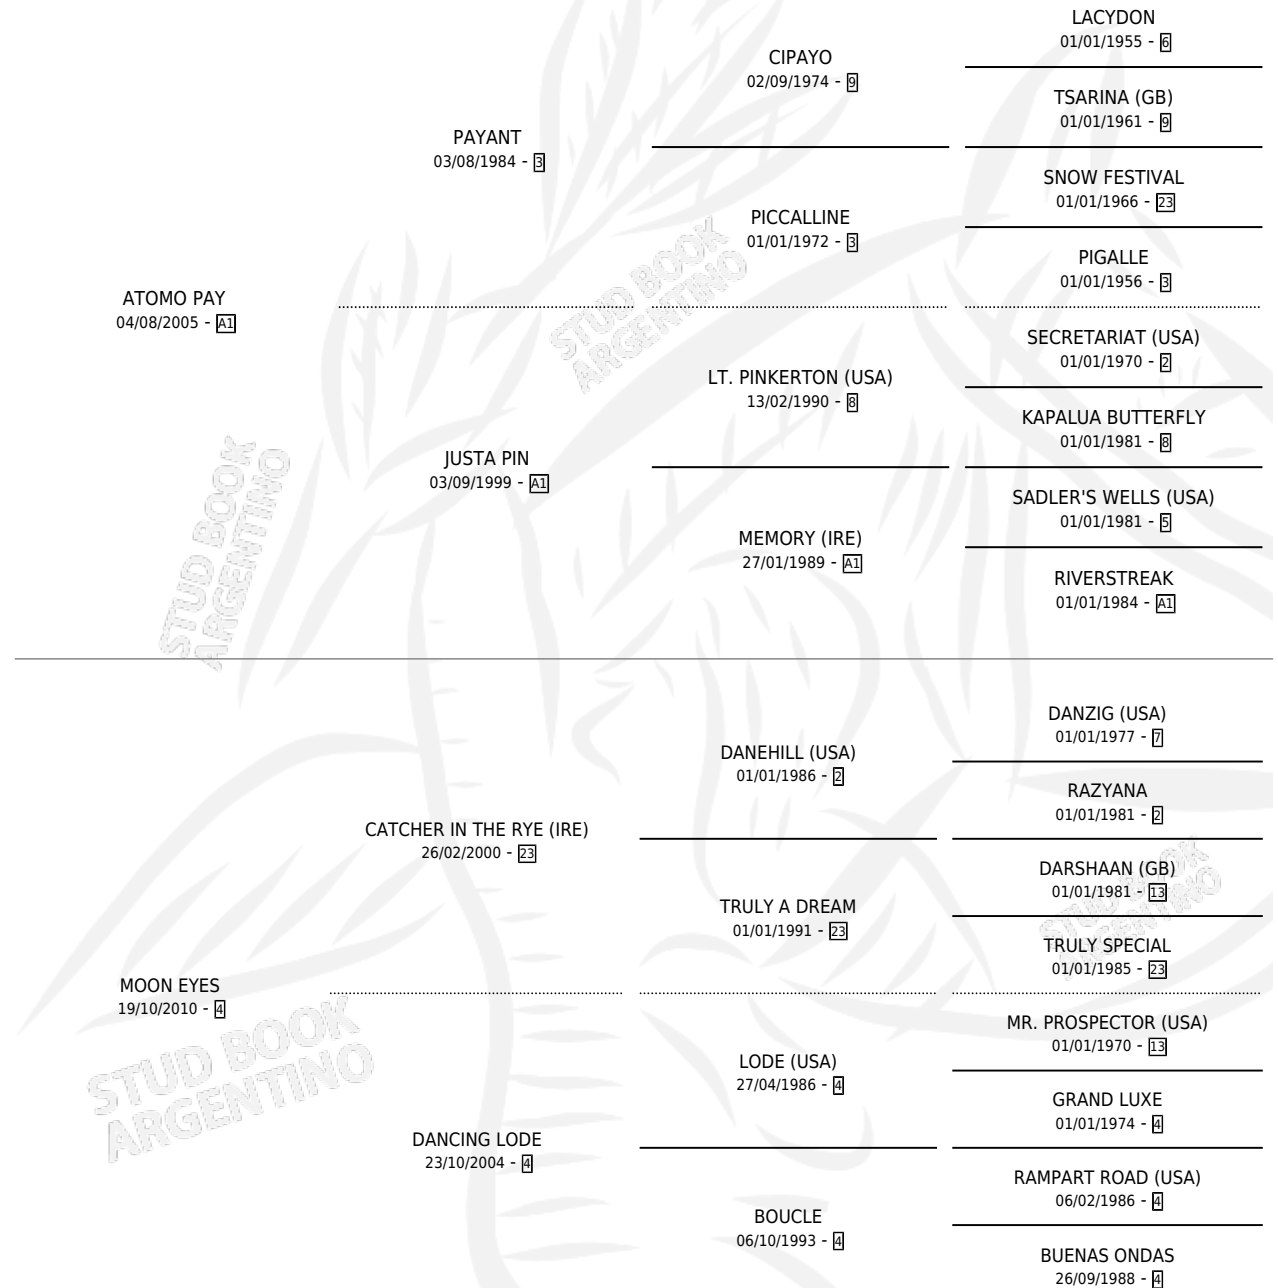 LACYDON
01/01/1955 - 6
CIPAYO
02/09/1974 - 9
TSARINA (GB)
01/01/1961 - 9
PAYANT
03/08/1984 - 3
SNOW FESTIVAL
01/01/1966 - 23
PICCALLINE
01/01/1972 - 3
PIGALLE
01/01/1956 - 3
ATOMO PAY
04/08/2005 - A1
STUD BOOK
ARGENTINO
SECRETARIAT (USA)
01/01/1970 - 2
LT. PINKERTON (USA)
13/02/1990 - 8
KAPALUA BUTTERFLY
01/01/1981 - 8
JUSTA PIN
03/09/1999 - A1
SADLER'S WELLS (USA)
01/01/1981 - 5
MEMORY (IRE)
27/01/1989 - A1
RIVERSTREAK
01/01/1984 - A1
STUD BOOK
ARGENTINO
DANZIG (USA)
01/01/1977 - 7
DANEHILL (USA)
01/01/1986 - 2
RAZYANA
01/01/1981 - 2
CATCHER IN THE RYE (IRE)
26/02/2000 - 23
DARSHAAN (GB)
01/01/1981 - 13
TRULY A DREAM
01/01/1991 - 23
STUD BOOK
ARGENTINO
TRULY SPECIAL
01/01/1985 - 23
MOON EYES
19/10/2010 - 4
MR. PROSPECTOR (USA)
01/01/1970 - 13
LODE (USA)
27/04/1986 - 4
STUD BOOK
ARGENTINO
GRAND LUXE
01/01/1974 - 4
DANCING LODE
23/10/2004 - 4
RAMPART ROAD (USA)
06/02/1986 - 4
BOUCLE
06/10/1993 - 4
BUENAS ONDAS
26/09/1988 - 4